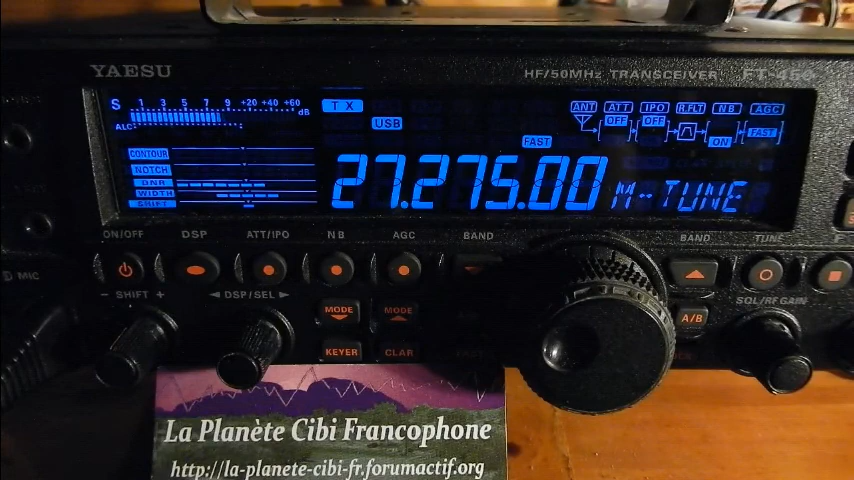 YAESU
HF/50MHz TRANSCEIVER FT-450
S 1 3 5 7 9 +20 +40 +60 dB
ALC
TX
USB
FAST
ANT ATT IPO R.FLT NB AGC
OFF OFF ON FAST
CONTOUR
NOTCH
DNR
WIDTH
SHIFT
27.275.00 M-TUNE
ON/OFF DSP ATT/IPO NB AGC BAND BAND TUNE
MIC
- SHIFT + DSP/SEL
MODE MODE
A/B
SQL/RF GAIN
KEYER CLAR
La Planète Cibi Francophone
http://la-planete-cibi-fr.forumactif.org